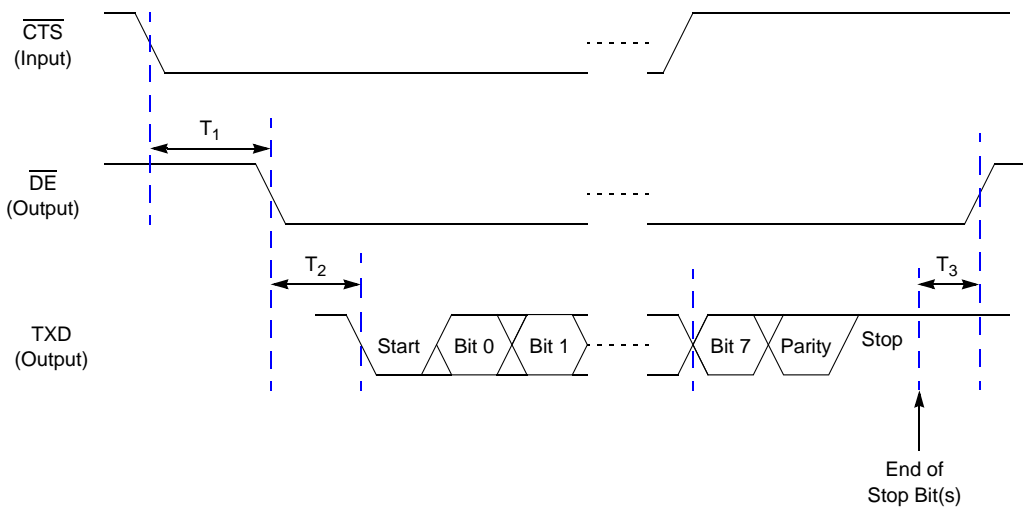 CTS
(Input)
T1
DE
(Output)
T2
T3
TXD
(Output)
Start
Bit 0
Bit 1
Bit 7
Parity
Stop
End of
Stop Bit(s)